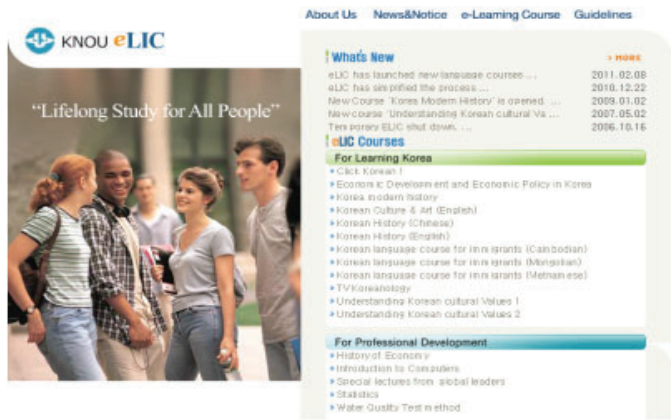 About Us News&Notice e-Learning Course Guidelines
KNOU eLIC
"Lifelong Study for All People"
What's New
> MORE
eLIC has launched new language courses ... 2011.02.08
eLIC has simplified the process ... 2010.12.22
New Course 'Korea Modern History' is opened. ... 2009.01.02
New course 'Understanding Korean cultural Va ... 2007.05.02
Temporary ELIC shut down. ... 2006.10.16
eLIC Courses
For Learning Korea
Click Korean !
Economic Development and Economic Policy in Korea
Korea modern history
Korean Culture & Art (English)
Korean History (Chinese)
Korean History (English)
Korean language course for immigrants (Cambodian)
Korean language course for immigrants (Mongolian)
Korean language course for immigrants (Vietnamese)
TV Koreanology
Understanding Korean cultural Values 1
Understanding Korean cultural Values 2
For Professional Development
History of Economy
Introduction to Computers
Special lectures from global leaders
Statistics
Water Quality Test method